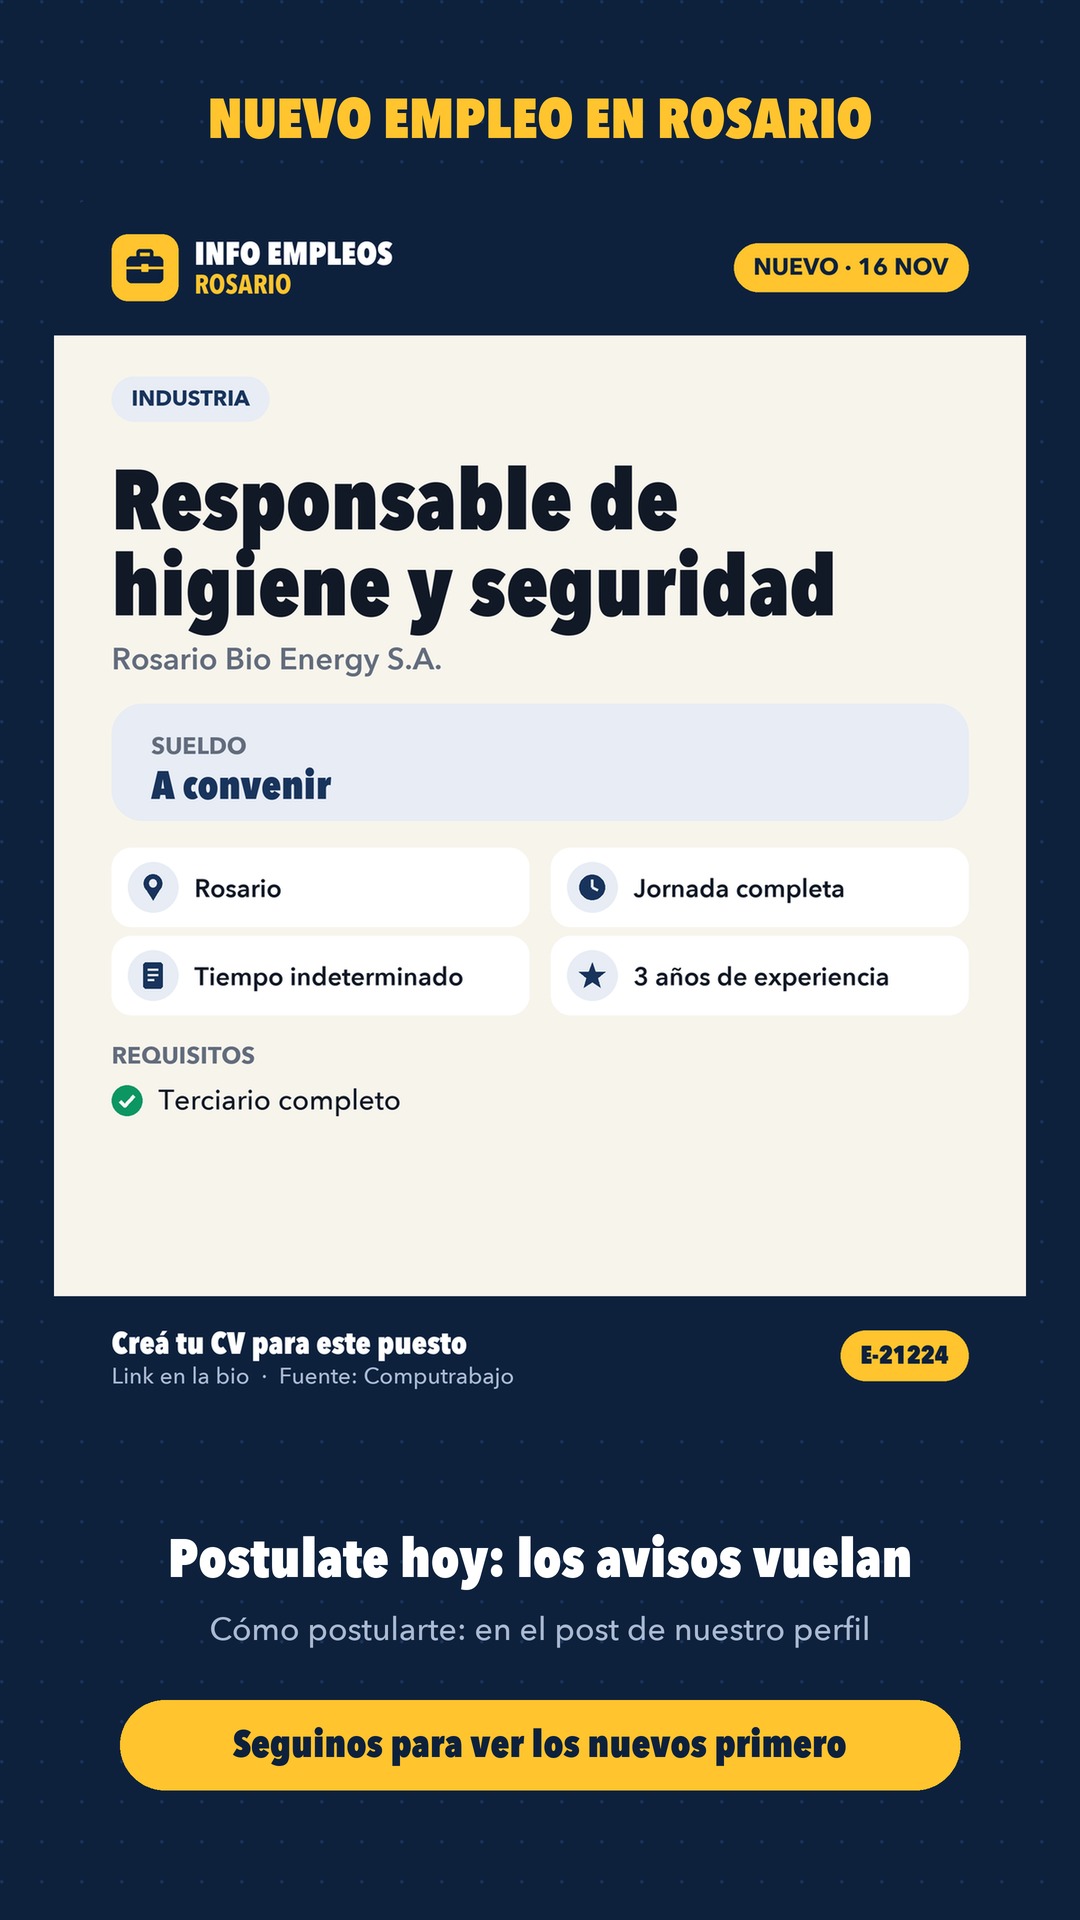 NUEVO EMPLEO EN ROSARIO
INFO EMPLEOS
ROSARIO
NUEVO · 16 NOV
INDUSTRIA
Responsable de
higiene y seguridad
Rosario Bio Energy S.A.
SUELDO
A convenir
Rosario
Jornada completa
Tiempo indeterminado
3 años de experiencia
REQUISITOS
Terciario completo
Creá tu CV para este puesto
Link en la bio · Fuente: Computrabajo
E-21224
Postulate hoy: los avisos vuelan
Cómo postularte: en el post de nuestro perfil
Seguinos para ver los nuevos primero